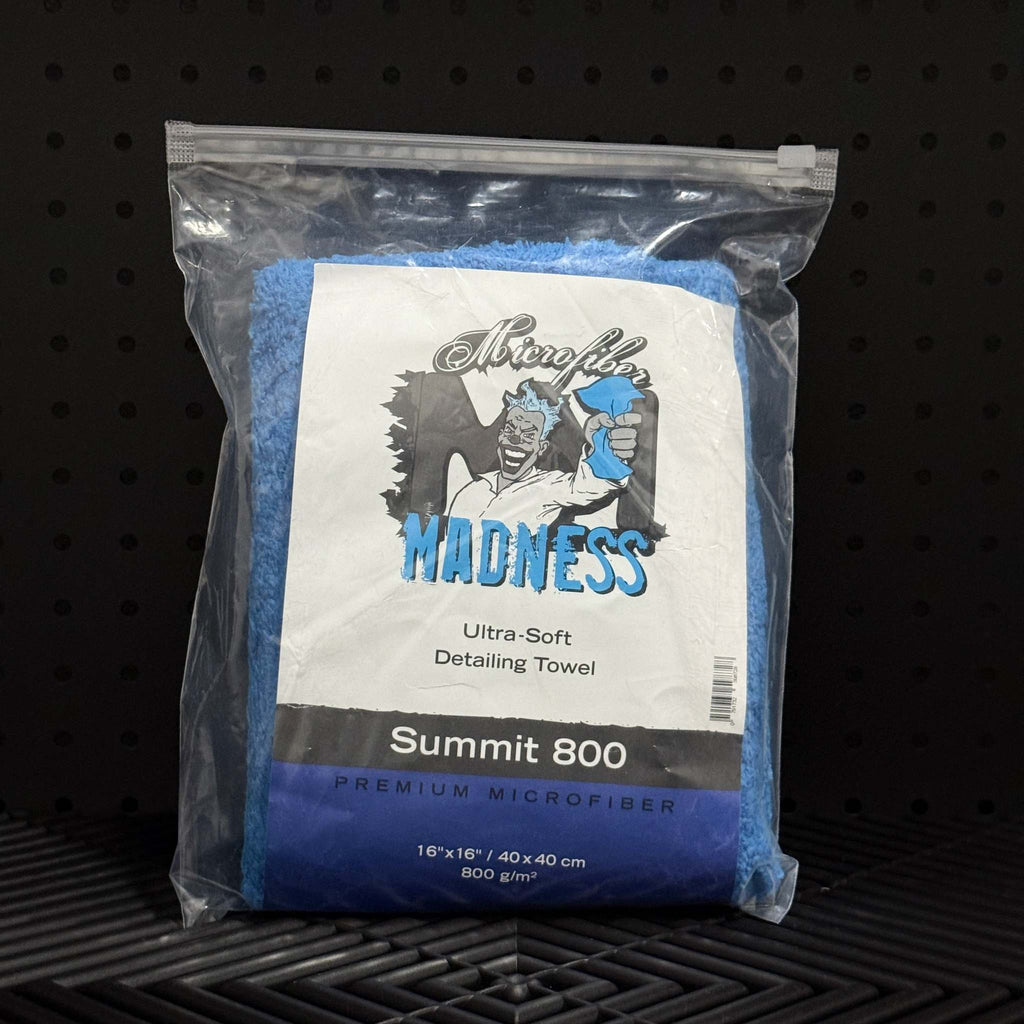 Microfiber
MADNESS
Ultra-Soft
Detailing Towel
Summit 800
PREMIUM MICROFIBER
16"x16" / 40x40 cm
800 g/m²